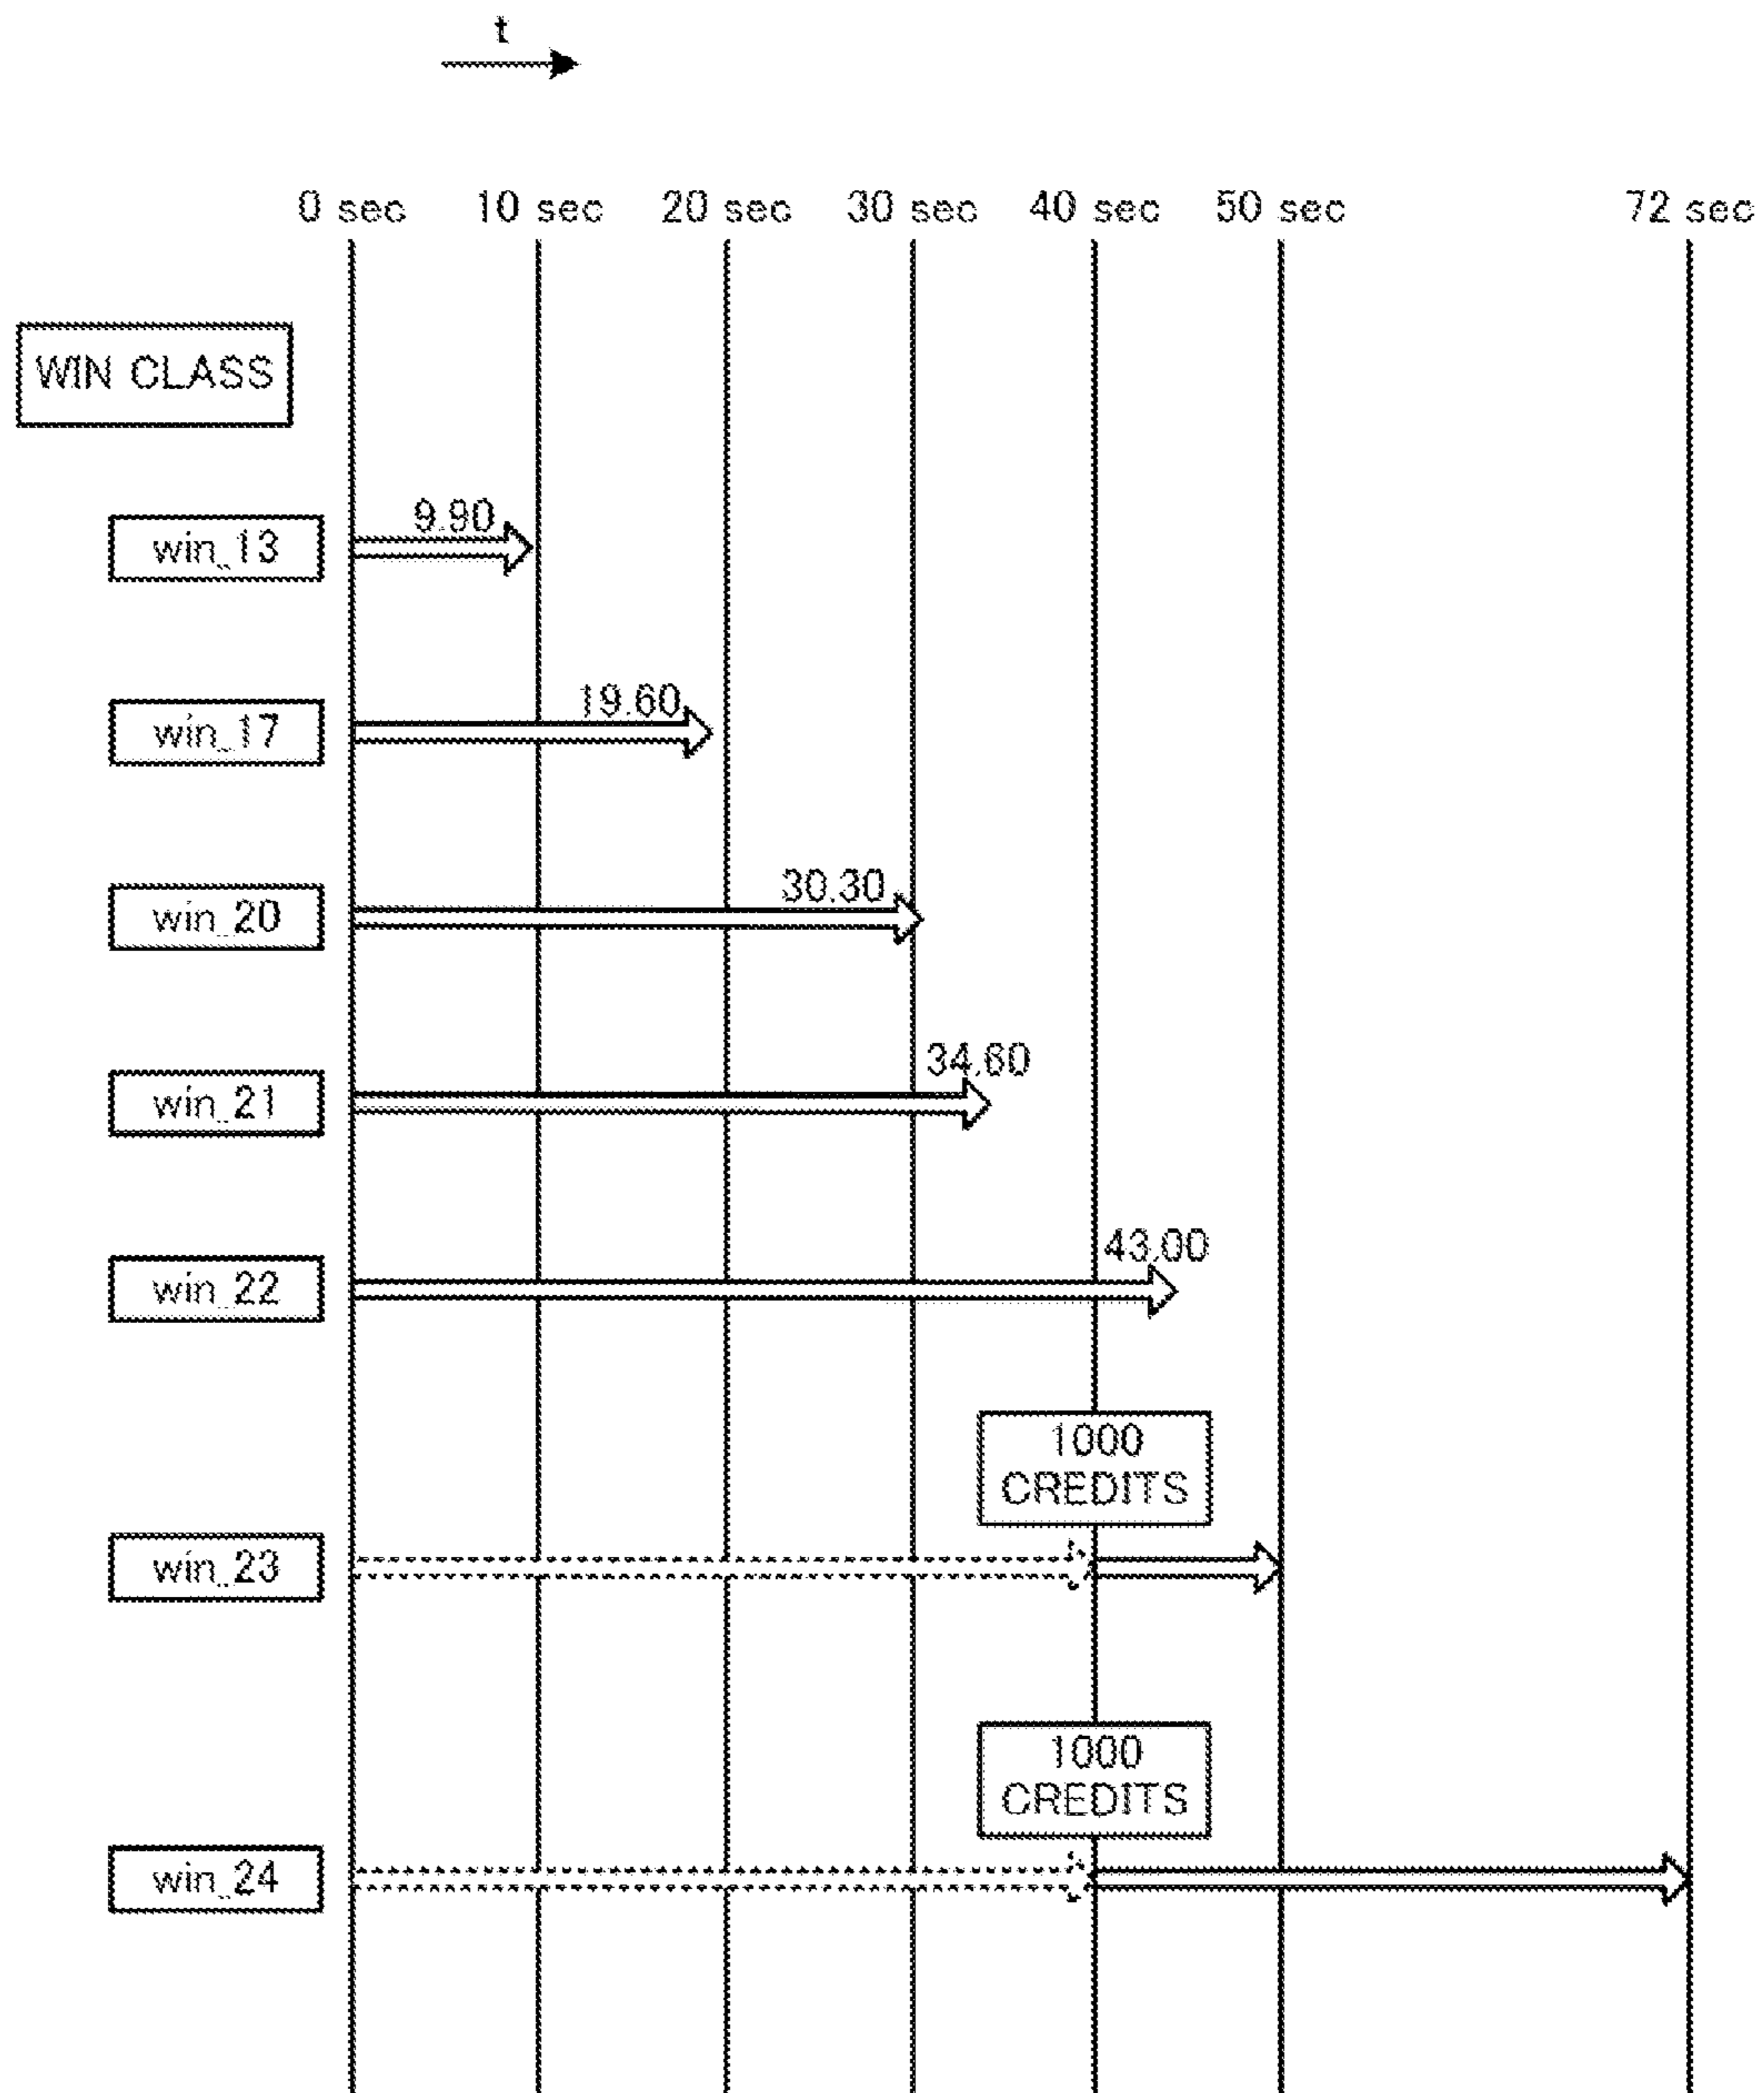 t
0 sec 10 sec 20 sec 30 sec 40 sec 50 sec 72 sec
WIN CLASS
9.90
win_13
19.60
win_17
30.30
win_20
34.60
win_21
43.00
win_22
1000
CREDITS
win_23
1000
CREDITS
win_24